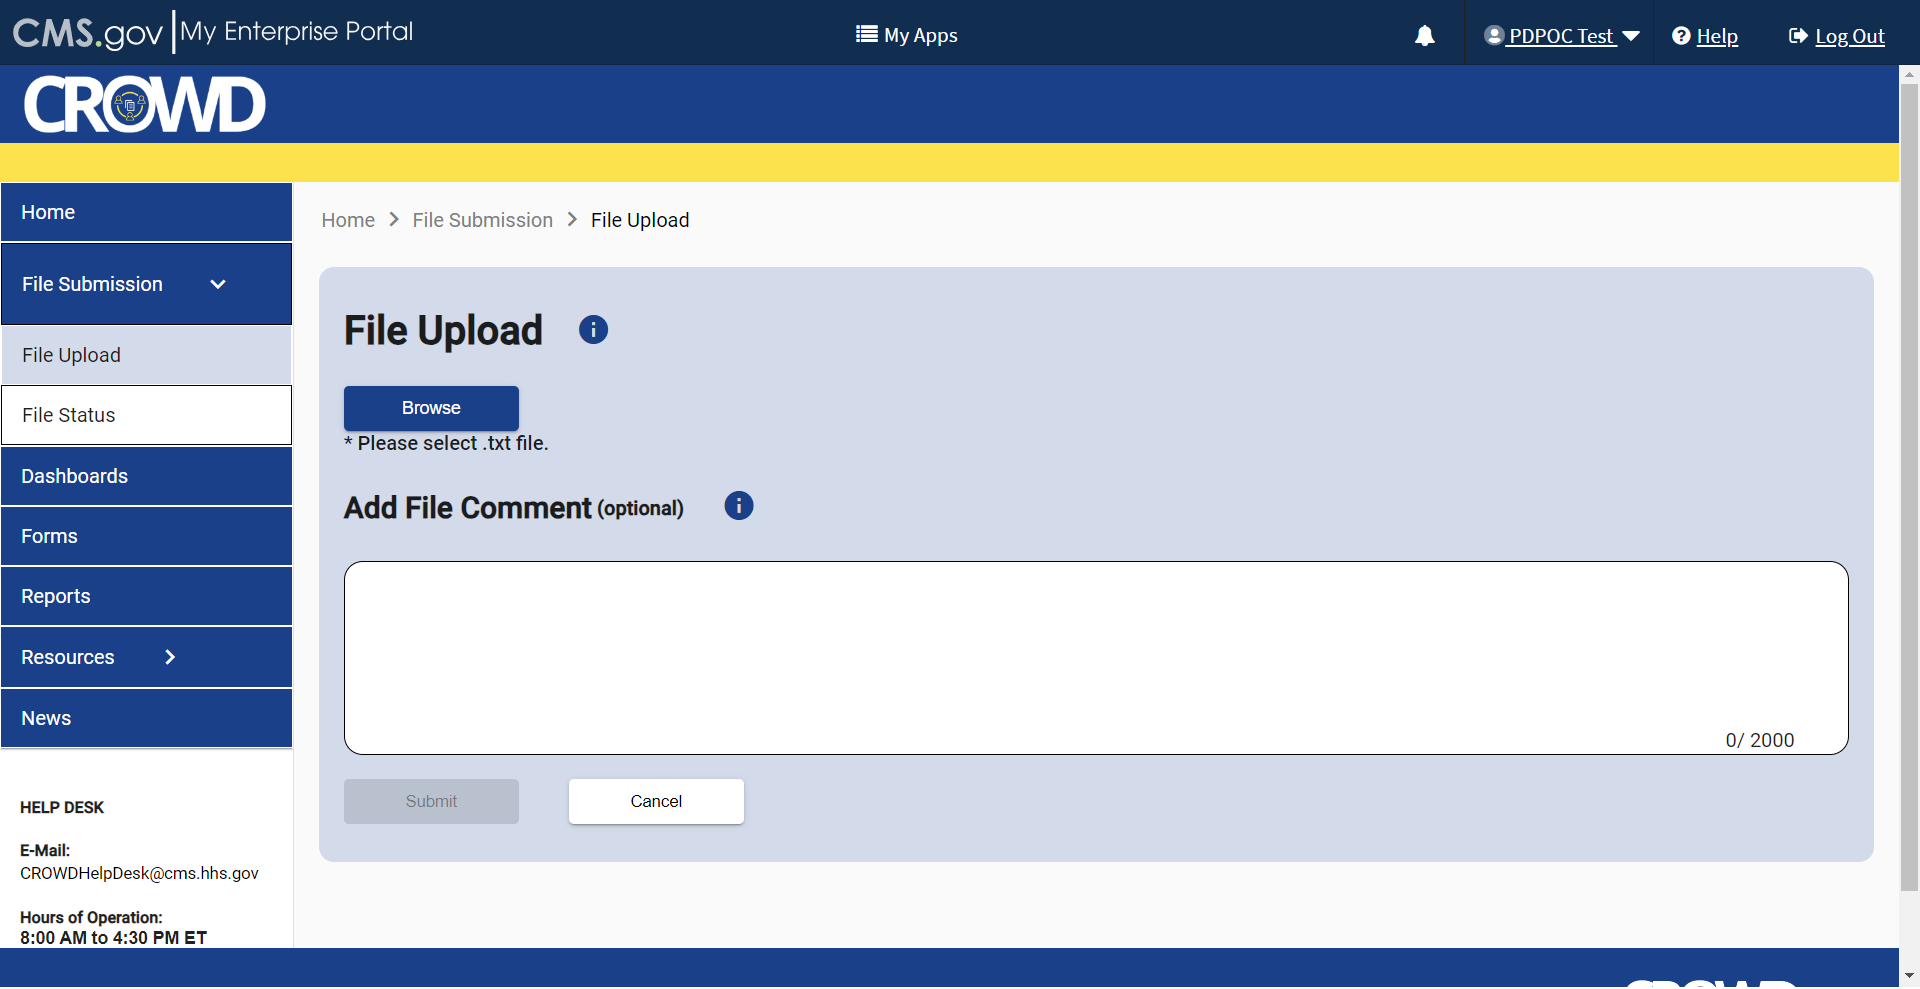 CMS.gov | My Enterprise Portal
My Apps
PDPOC Test
Help
Log Out
CROWD
Home
File Submission
File Upload
File Status
Dashboards
Forms
Reports
Resources
News
HELP DESK
E-Mail:
CROWDHelpDesk@cms.hhs.gov
Hours of Operation:
8:00 AM to 4:30 PM ET
Home > File Submission > File Upload
File Upload
Browse
* Please select .txt file.
Add File Comment (optional)
0/ 2000
Submit
Cancel
CROWD